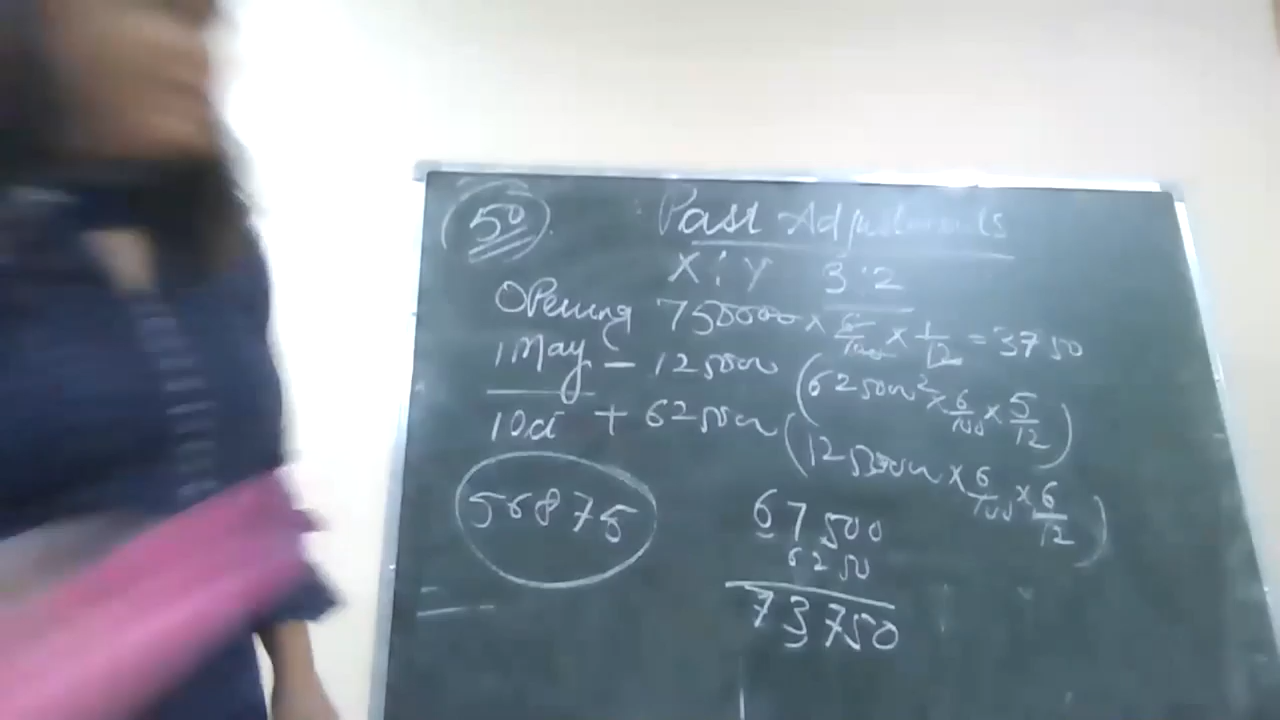 50
Past Adjustments
X : Y 3:2
Opening 750000 × 6/100 × 1/12 = 3750
1 May – 125000 (625000 × 6/100 × 5/12)
1 Oct + 625000 (1250000 × 6/100 × 6/12)
56875
67500
6250
73750